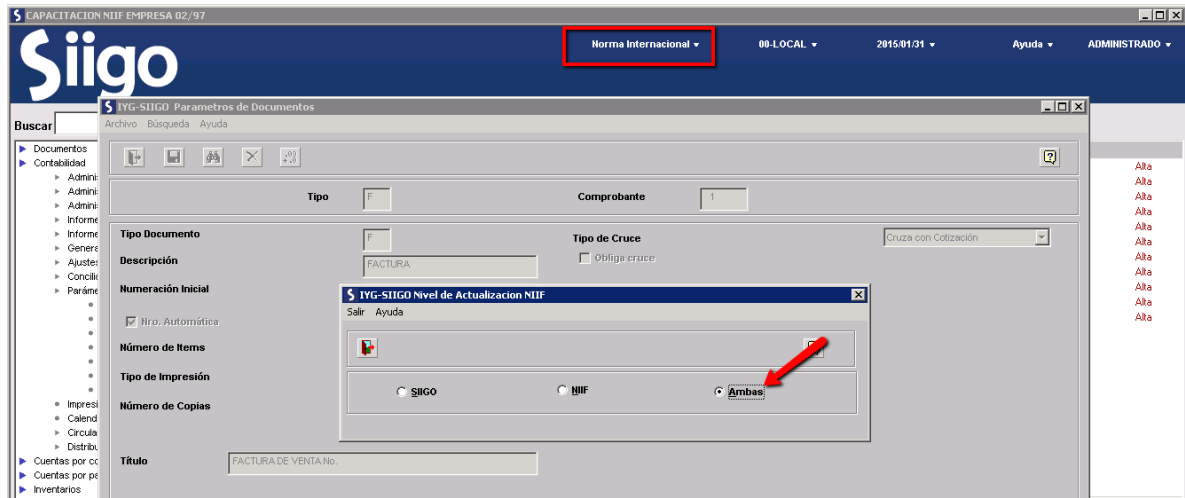 CAPACITACION NIIF EMPRESA 02/97
Siigo
Norma Internacional
00-LOCAL
2015/01/31
Ayuda
ADMINISTRADO
IYG-SIIGO Parametros de Documentos
Buscar
Archivo Búsqueda Ayuda
Documentos
Contabilidad
Tipo F Comprobante 1
Tipo Documento F Tipo de Cruce Cruza con Cotización
Descripción FACTURA Obliga cruce
Numeración Inicial
Nro. Automática
Número de Items
Tipo de Impresión
Número de Copias
Título FACTURA DE VENTA No.
IYG-SIIGO Nivel de Actualizacion NIIF
Salir Ayuda
SIIGO NIIF Ambas
Cuentas por
Cuentas por
Inventarios
Alta
Alta
Alta
Alta
Alta
Alta
Alta
Alta
Alta
Alta
Alta